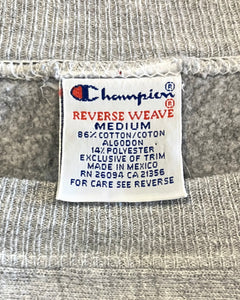 Champion®
®
REVERSE WEAVE
MEDIUM
86% COTTON/COTON
ALGODON
14% POLYESTER
EXCLUSIVE OF TRIM
MADE IN MEXICO
RN 26094 CA 21356
FOR CARE SEE REVERSE